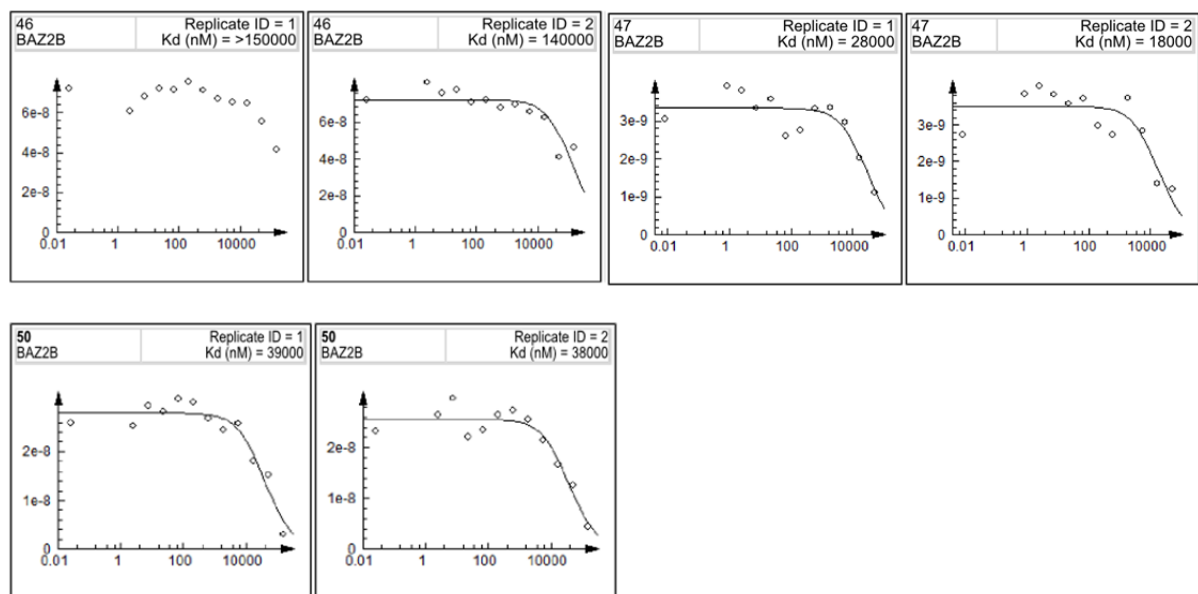 46 Replicate ID = 1
BAZ2B Kd (nM) = >150000
6e-8
4e-8
2e-8
0
0.01 1 100 10000
46 Replicate ID = 2
BAZ2B Kd (nM) = 140000
6e-8
4e-8
2e-8
0
0.01 1 100 10000
47 Replicate ID = 1
BAZ2B Kd (nM) = 28000
3e-9
2e-9
1e-9
0
0.01 1 100 10000
47 Replicate ID = 2
BAZ2B Kd (nM) = 18000
3e-9
2e-9
1e-9
0
0.01 1 100 10000
50 Replicate ID = 1
BAZ2B Kd (nM) = 39000
2e-8
1e-8
0
0.01 1 100 10000
50 Replicate ID = 2
BAZ2B Kd (nM) = 38000
2e-8
1e-8
0
0.01 1 100 10000